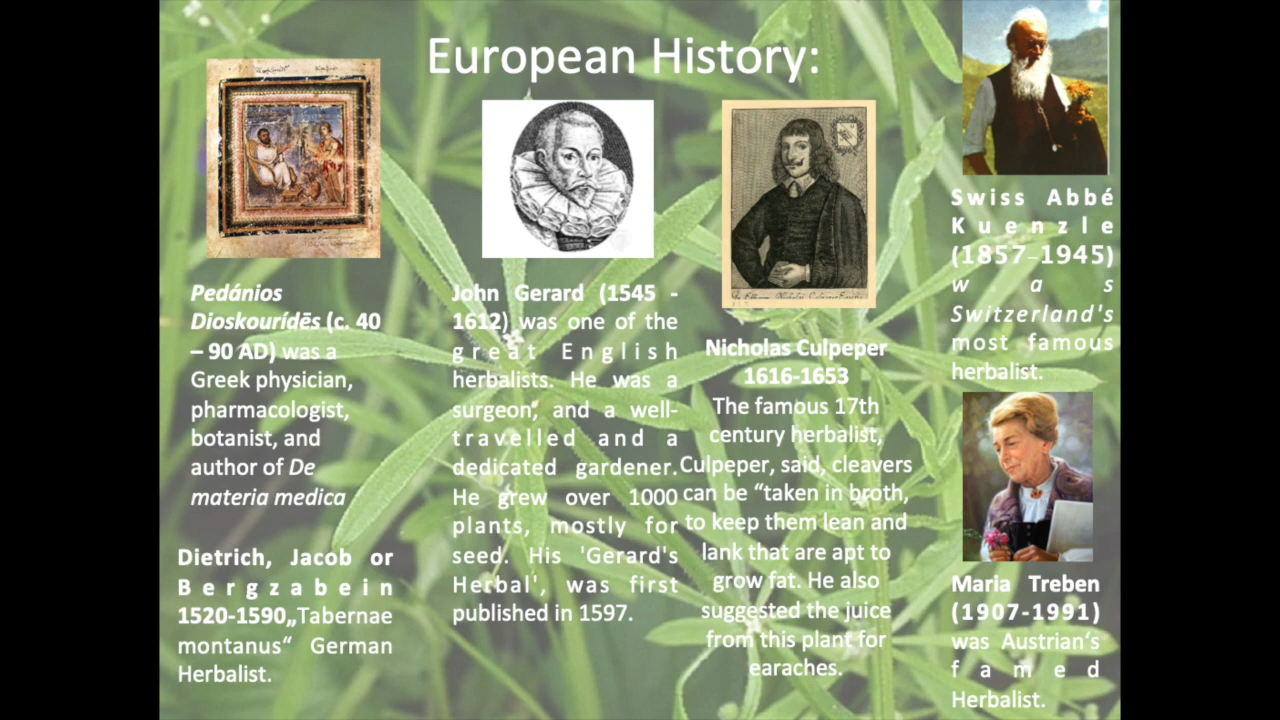 European History:
Pedánios
Dioskourídēs (c. 40
– 90 AD) was a
Greek physician,
pharmacologist,
botanist, and
author of De
materia medica
Dietrich, Jacob or
Bergzabein
1520-1590„Tabernae
montanus“ German
Herbalist.
John Gerard (1545 -
1612) was one of the
great English
herbalists. He was a
surgeon, and a well-
travelled and a
dedicated gardener.
He grew over 1000
plants, mostly for
seed. His 'Gerard's
Herbal', was first
published in 1597.
Nicholas Culpeper
1616-1653
The famous 17th
century herbalist,
Culpeper, said, cleavers
can be “taken in broth,
to keep them lean and
lank that are apt to
grow fat. He also
suggested the juice
from this plant for
earaches.
Swiss Abbé
Kuenzle
(1857–1945)
was
Switzerland's
most famous
herbalist.
Maria Treben
(1907-1991)
was Austrian‘s
famed
Herbalist.